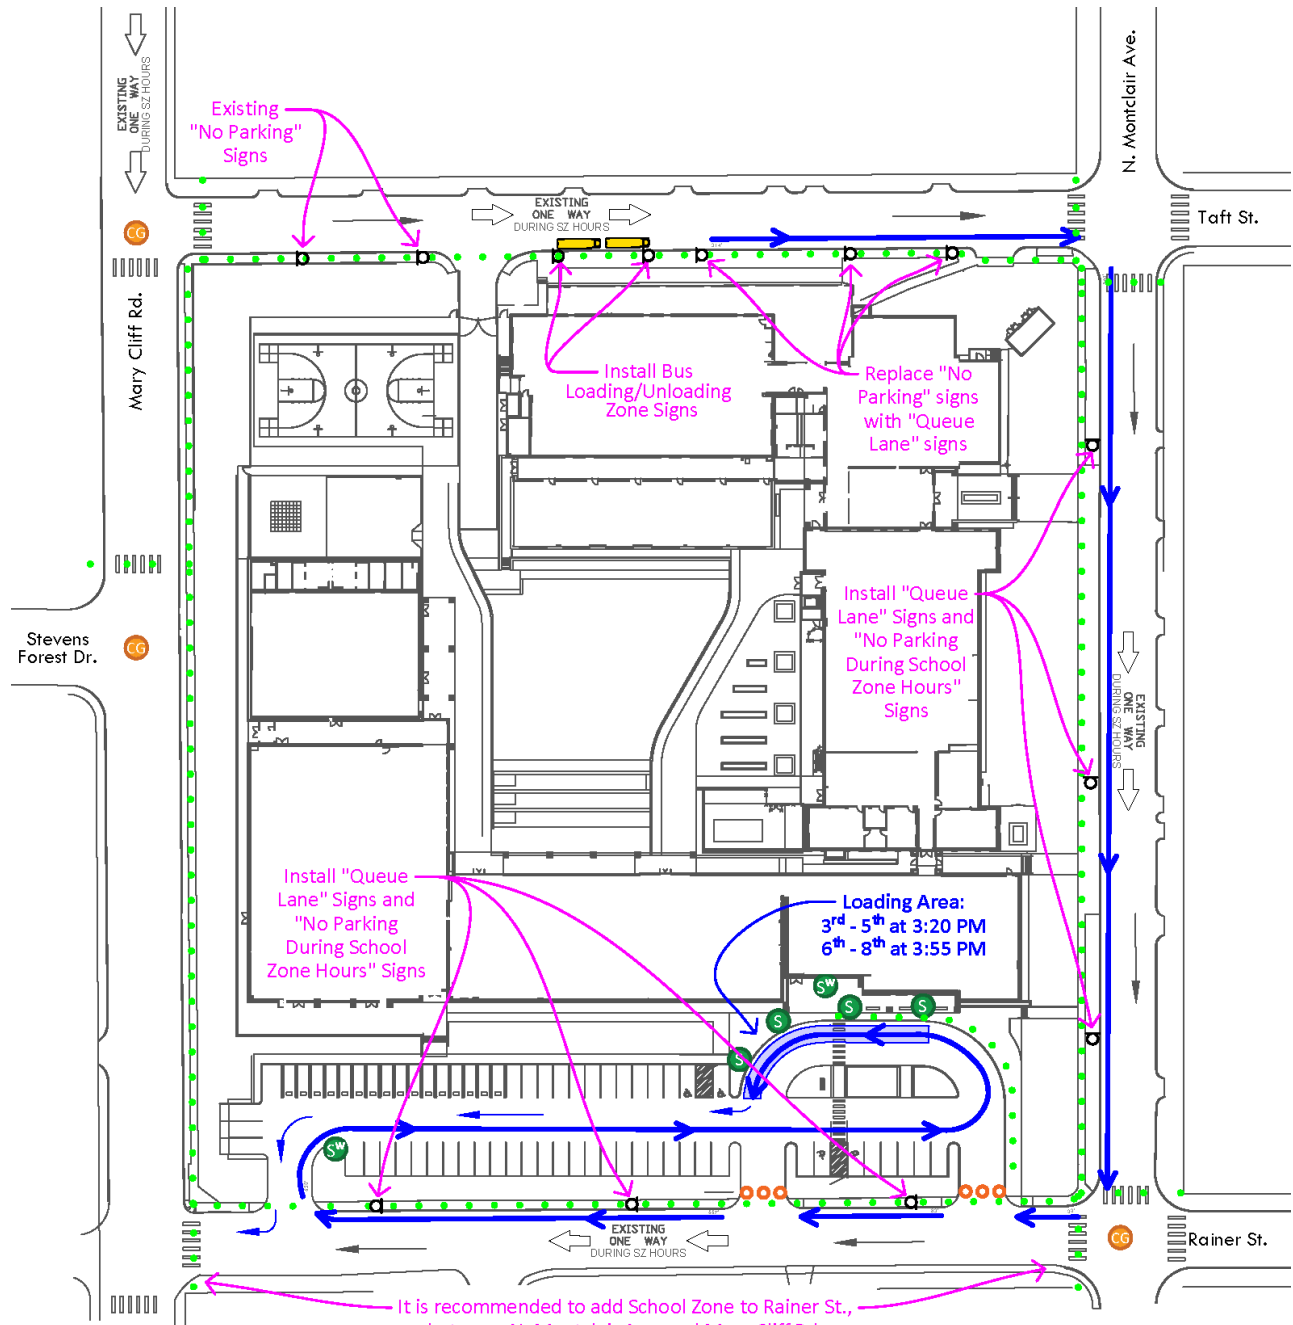 EXISTING
ONE WAY
DURING SZ HOURS
N. Montclair Ave.
Existing
"No Parking"
Signs
EXISTING
ONE WAY
DURING SZ HOURS
Taft St.
CG
Mary Cliff Rd.
Install Bus
Loading/Unloading
Zone Signs
Replace "No
Parking" signs
with "Queue
Lane" signs
Stevens
Forest Dr.
CG
Install "Queue
Lane" Signs and
"No Parking
During School
Zone Hours"
Signs
EXISTING
ONE WAY
DURING SZ HOURS
Install "Queue
Lane" Signs and
"No Parking
During School
Zone Hours" Signs
Loading Area:
3rd - 5th at 3:20 PM
6th - 8th at 3:55 PM
SW
S
S
S
S
SW
EXISTING
ONE WAY
DURING SZ HOURS
CG
Rainer St.
It is recommended to add School Zone to Rainer St.,